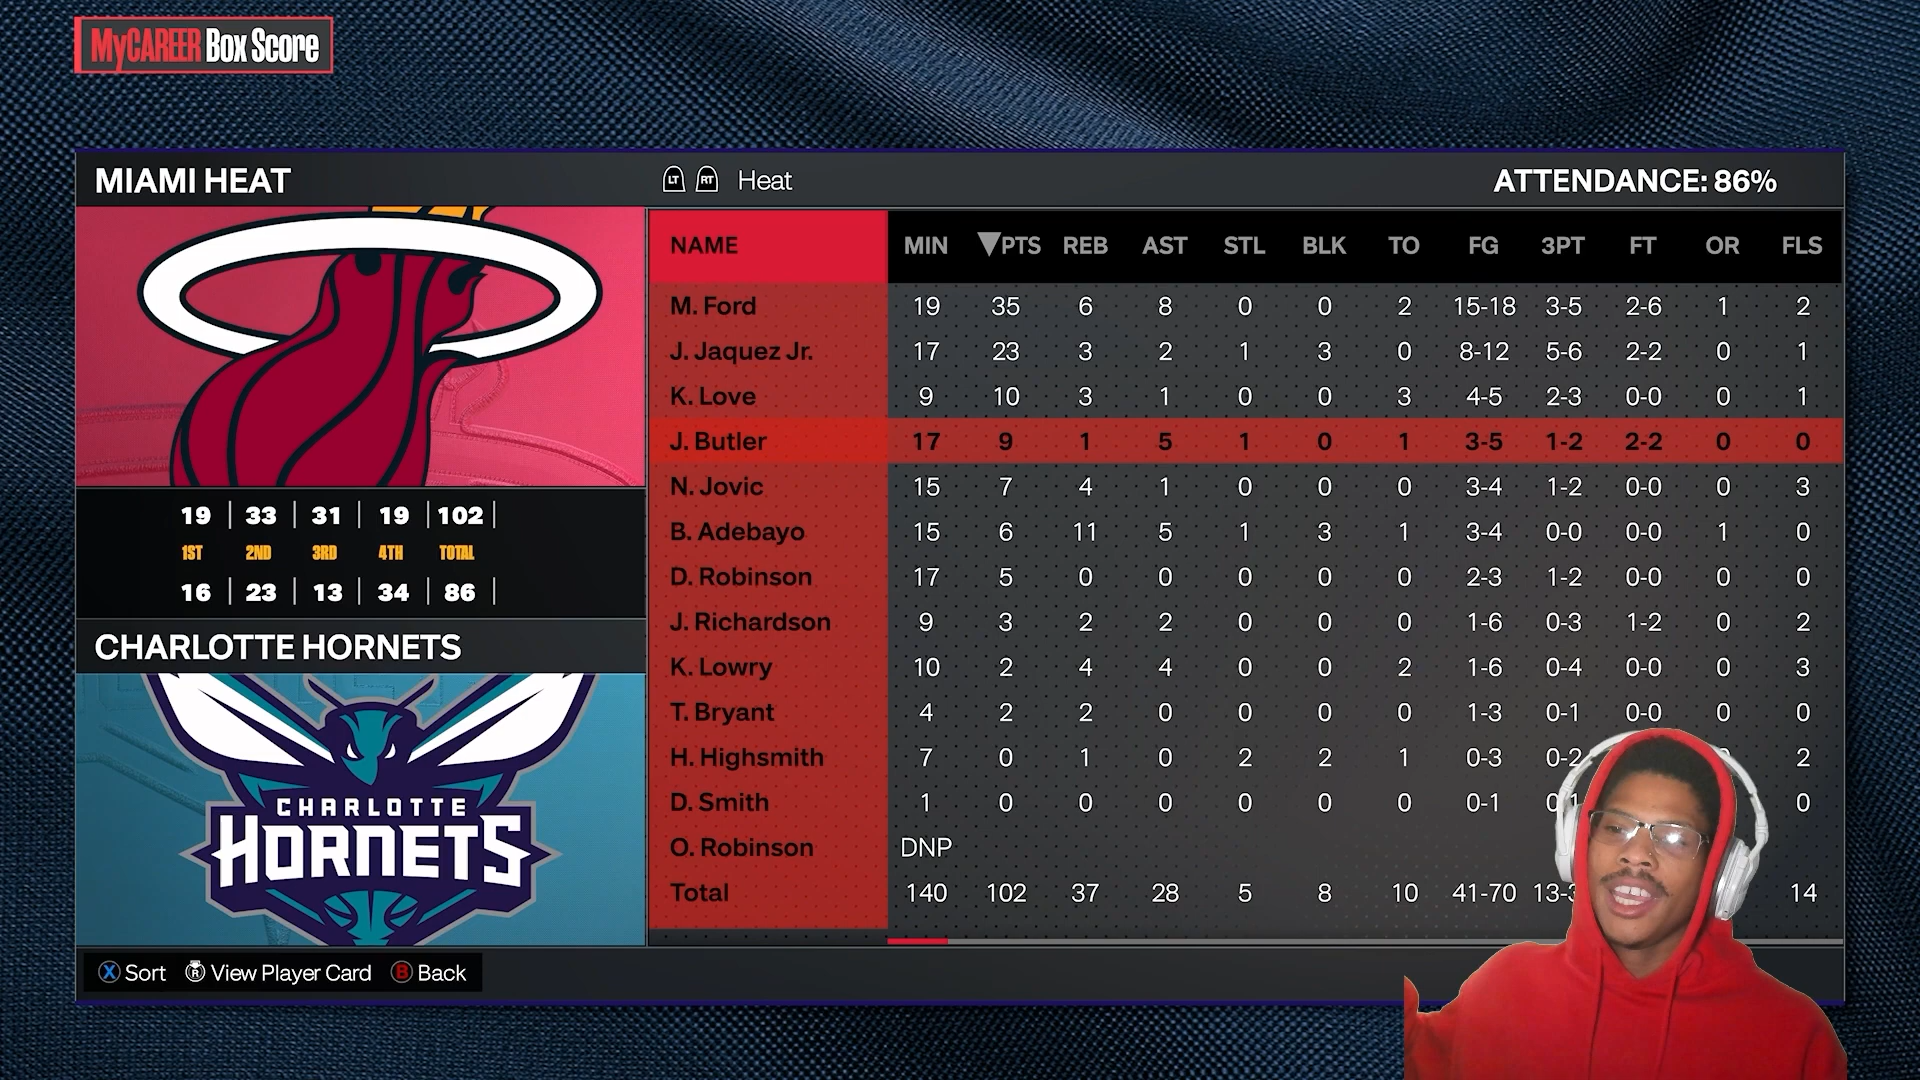 MyCAREER Box Score
MIAMI HEAT
LT RT Heat
ATTENDANCE: 86%
19 33 31 19 102
1ST 2ND 3RD 4TH TOTAL
16 23 13 34 86
CHARLOTTE HORNETS
CHARLOTTE
HORNETS
NAME MIN ▼PTS REB AST STL BLK TO FG 3PT FT OR FLS
M. Ford 19 35 6 8 0 0 2 15-18 3-5 2-6 1 2
J. Jaquez Jr. 17 23 3 2 1 3 0 8-12 5-6 2-2 0 1
K. Love 9 10 3 1 0 0 3 4-5 2-3 0-0 0 1
J. Butler 17 9 1 5 1 0 1 3-5 1-2 2-2 0 0
N. Jovic 15 7 4 1 0 0 0 3-4 1-2 0-0 0 3
B. Adebayo 15 6 11 5 1 3 1 3-4 0-0 0-0 1 0
D. Robinson 17 5 0 0 0 0 0 2-3 1-2 0-0 0 0
J. Richardson 9 3 2 2 0 0 0 1-6 0-3 1-2 0 2
K. Lowry 10 2 4 4 0 0 2 1-6 0-4 0-0 0 3
T. Bryant 4 2 2 0 0 0 0 1-3 0-1 0-0 0 0
H. Highsmith 7 0 1 0 2 2 1 0-3 0-2 2
D. Smith 1 0 0 0 0 0 0 0-1 0
O. Robinson DNP
Total 140 102 37 28 5 8 10 41-70 14
X Sort R View Player Card B Back